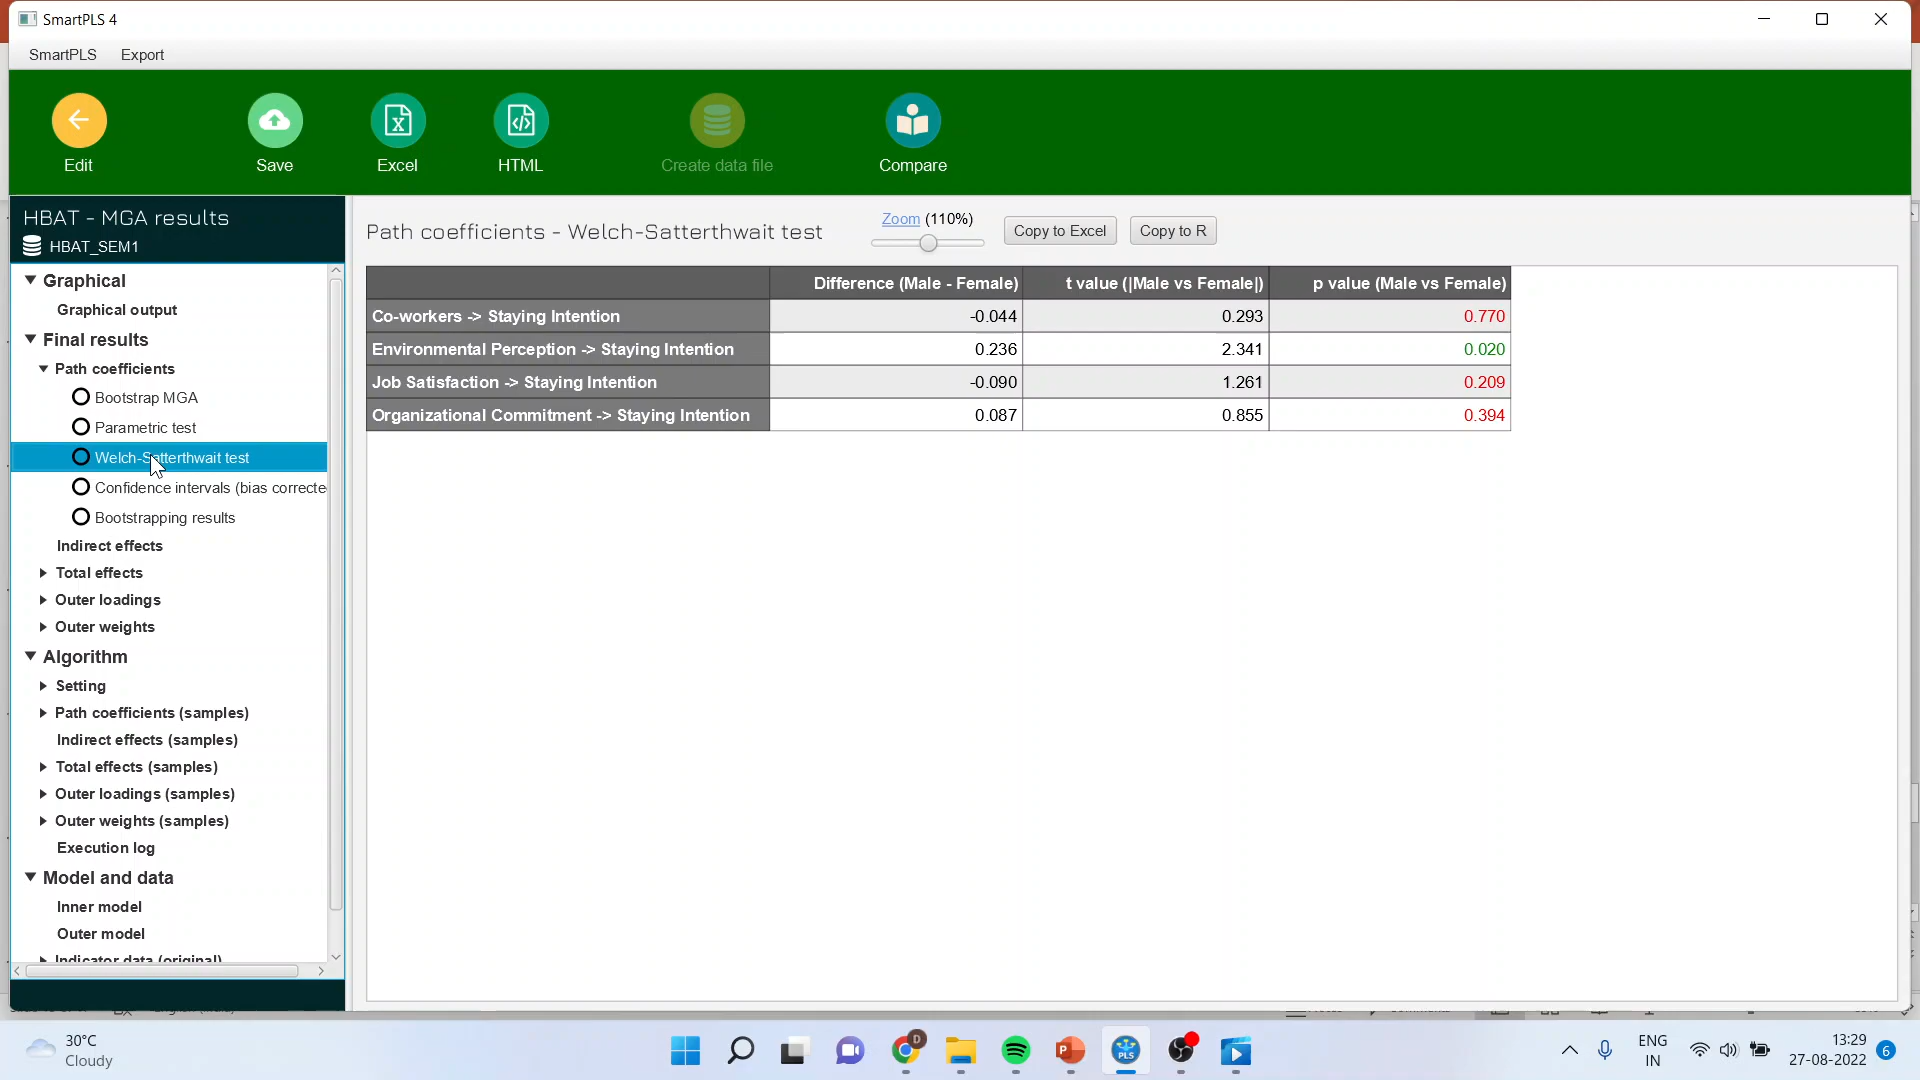 SmartPLS 4
SmartPLS Export
Edit Save Excel HTML Create data file Compare
HBAT - MGA results
HBAT_SEM1
Path coefficients - Welch-Satterthwait test
Zoom (110%)
Copy to Excel
Copy to R
Difference (Male - Female) t value (|Male vs Female|) p value (Male vs Female)
Co-workers -> Staying Intention -0.044 0.293 0.770
Environmental Perception -> Staying Intention 0.236 2.341 0.020
Job Satisfaction -> Staying Intention -0.090 1.261 0.209
Organizational Commitment -> Staying Intention 0.087 0.855 0.394
Graphical
Graphical output
Final results
Path coefficients
Bootstrap MGA
Parametric test
Welch-Satterthwait test
Confidence intervals (bias correcte
Bootstrapping results
Indirect effects
Total effects
Outer loadings
Outer weights
Algorithm
Setting
Path coefficients (samples)
Indirect effects (samples)
Total effects (samples)
Outer loadings (samples)
Outer weights (samples)
Execution log
Model and data
Inner model
Outer model
Indicator data (original)
30°C
Cloudy
D
PLS
ENG
IN
13:29
27-08-2022
6